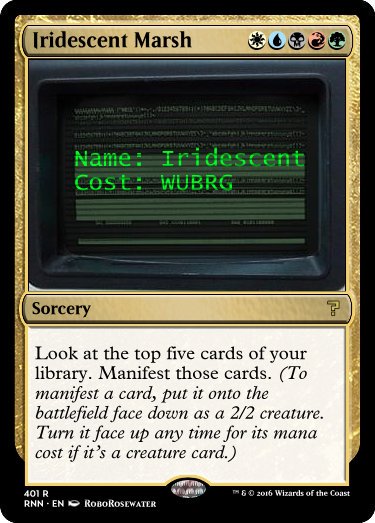 Iridescent Marsh
Name: Iridescent
Cost: WUBRG
Sorcery
Look at the top five cards of your
library. Manifest those cards. (To
manifest a card, put it onto the
battlefield face down as a 2/2 creature.
Turn it face up any time for its mana
cost if it's a creature card.)
401 R
RNN • EN RoboRosewater
™ & © 2016 Wizards of the Coast